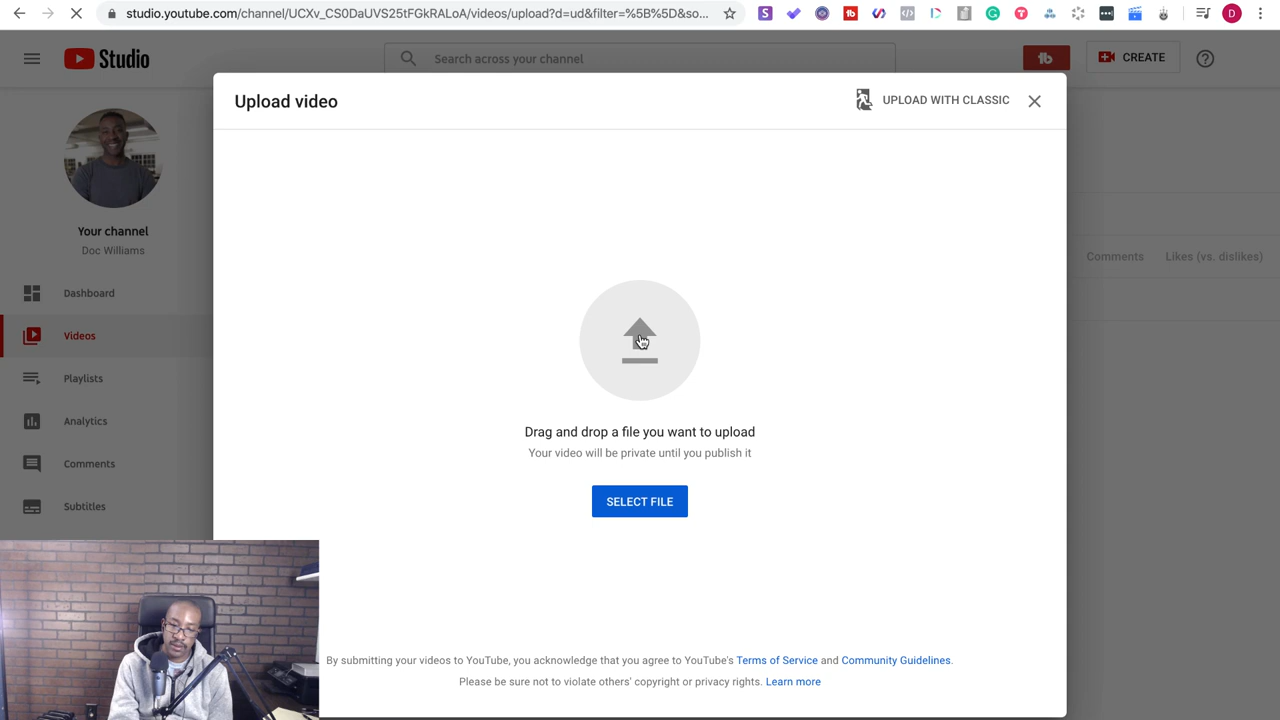 studio.youtube.com/channel/UCXv_CS0DaUVS25tFGkRALoA/videos/upload?d=ud&filter=%5B%5D&so...
Studio
Search across your channel
CREATE
Upload video
UPLOAD WITH CLASSIC
Your channel
Doc Williams
Dashboard
Videos
Playlists
Analytics
Comments
Subtitles
Comments
Likes (vs. dislikes)
Drag and drop a file you want to upload
Your video will be private until you publish it
SELECT FILE
By submitting your videos to YouTube, you acknowledge that you agree to YouTube's Terms of Service and Community Guidelines.
Please be sure not to violate others' copyright or privacy rights. Learn more